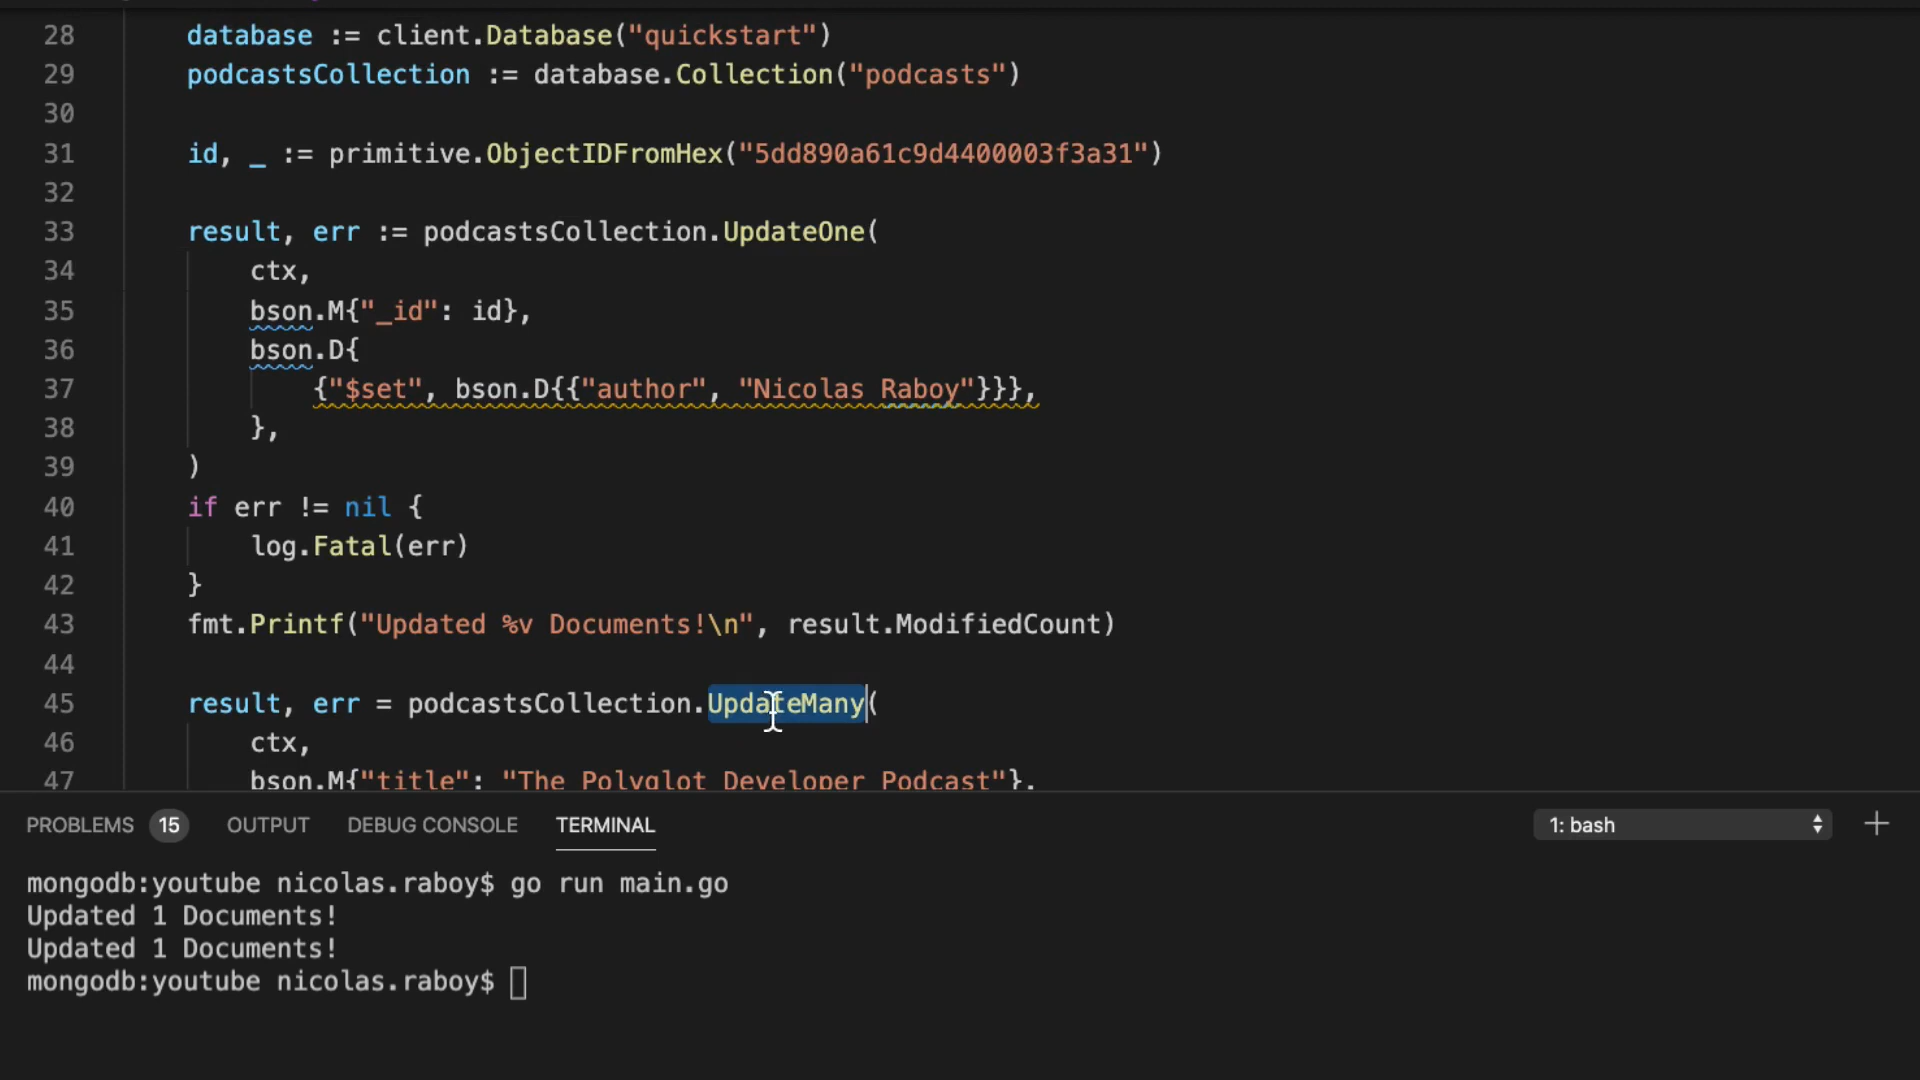 28 database := client.Database("quickstart")
29 podcastsCollection := database.Collection("podcasts")
30
31 id, _ := primitive.ObjectIDFromHex("5dd890a61c9d4400003f3a31")
32
33 result, err := podcastsCollection.UpdateOne(
34 ctx,
35 bson.M{"_id": id},
36 bson.D{
37 {"$set", bson.D{{"author", "Nicolas Raboy"}}},
38 },
39 )
40 if err != nil {
41 log.Fatal(err)
42 }
43 fmt.Printf("Updated %v Documents!\n", result.ModifiedCount)
44
45 result, err = podcastsCollection.UpdateMany(
46 ctx,
47 bson.M{"title": "The Polyglot Developer Podcast"},
PROBLEMS 15 OUTPUT DEBUG CONSOLE TERMINAL 1: bash
mongodb:youtube nicolas.raboy$ go run main.go
Updated 1 Documents!
Updated 1 Documents!
mongodb:youtube nicolas.raboy$